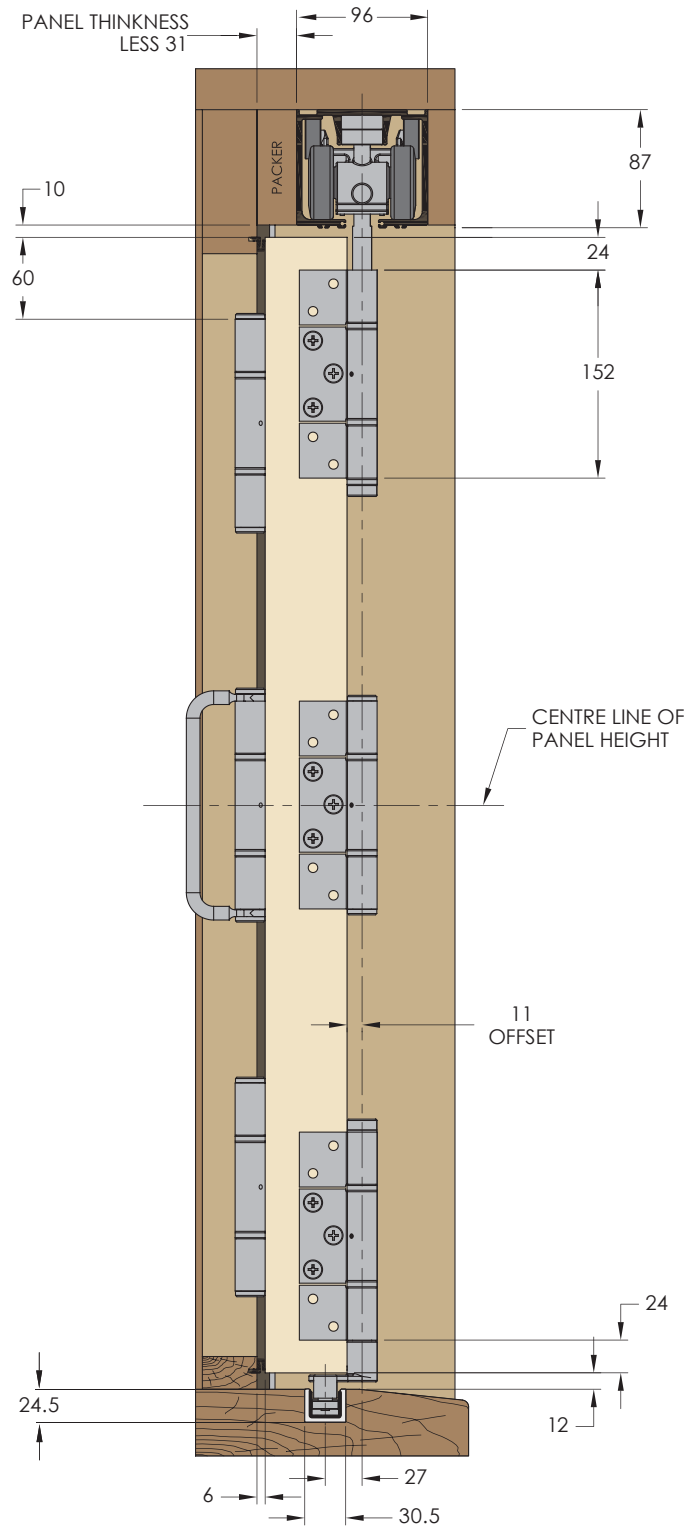 PANEL THINKNESS
LESS 31
96
PACKER
87
10
24
60
152
CENTRE LINE OF
PANEL HEIGHT
11
OFFSET
24
24.5
12
27
6
30.5